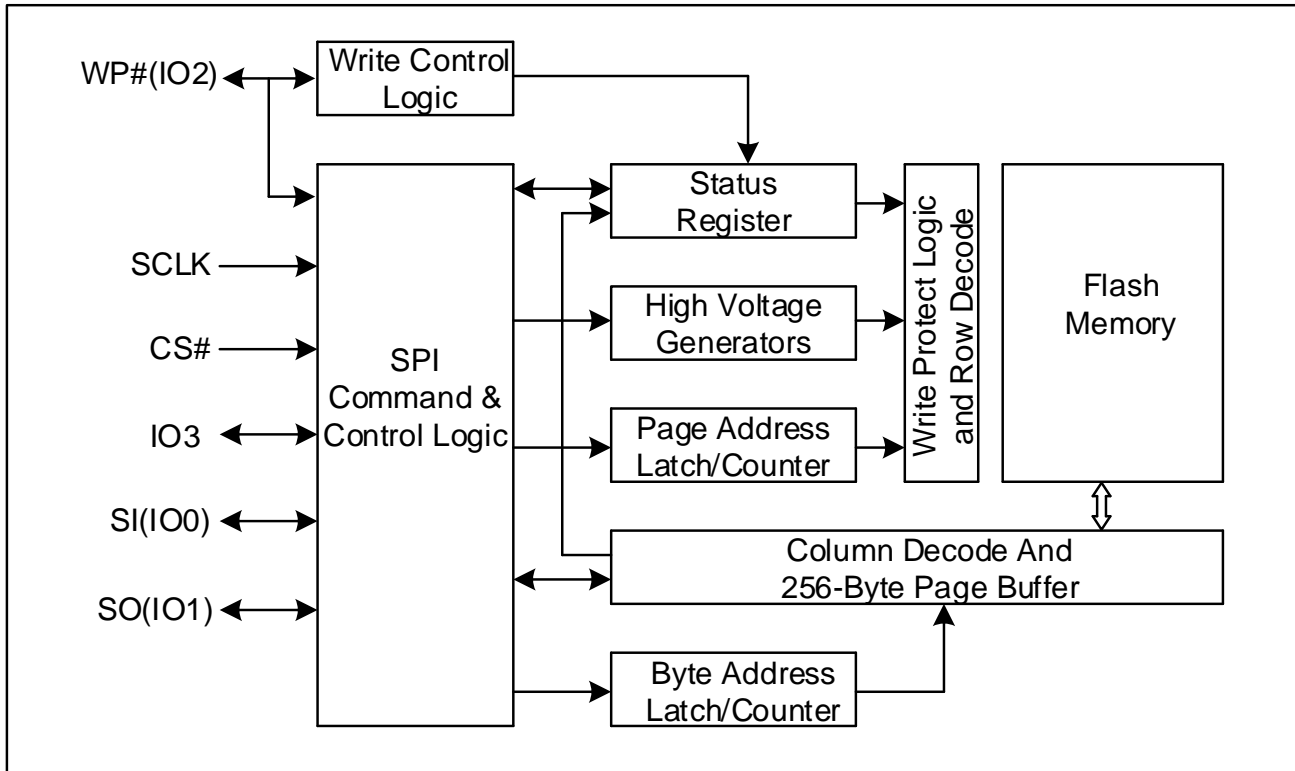 WP#(IO2)
Write Control
Logic
SCLK
CS#
IO3
SI(IO0)
SO(IO1)
SPI
Command &
Control Logic
Status
Register
High Voltage
Generators
Page Address
Latch/Counter
Write Protect Logic
and Row Decode
Flash
Memory
Column Decode And
256-Byte Page Buffer
Byte Address
Latch/Counter